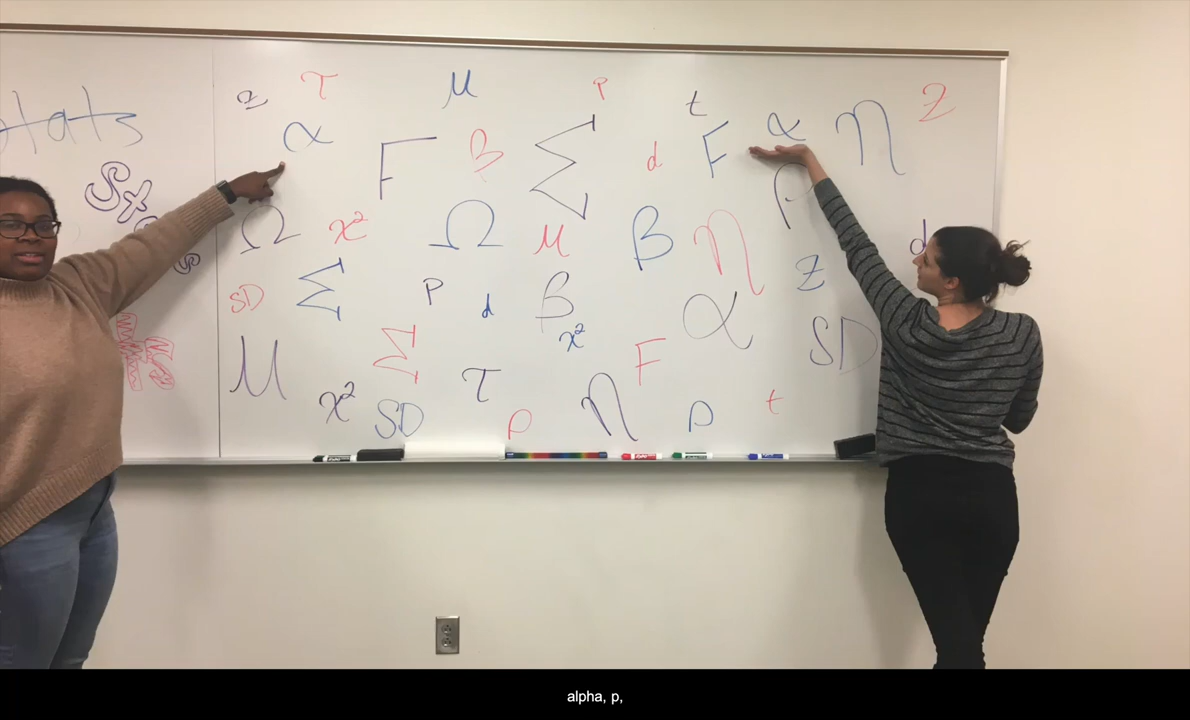 stats
Stats
z τ μ p t z
α F β Σ d F α η
ρ
Ω χ² Ω μ β η d
SD Σ p d β α z
μ Σ χ² F SD
χ² SD τ p η p t
alpha, p,